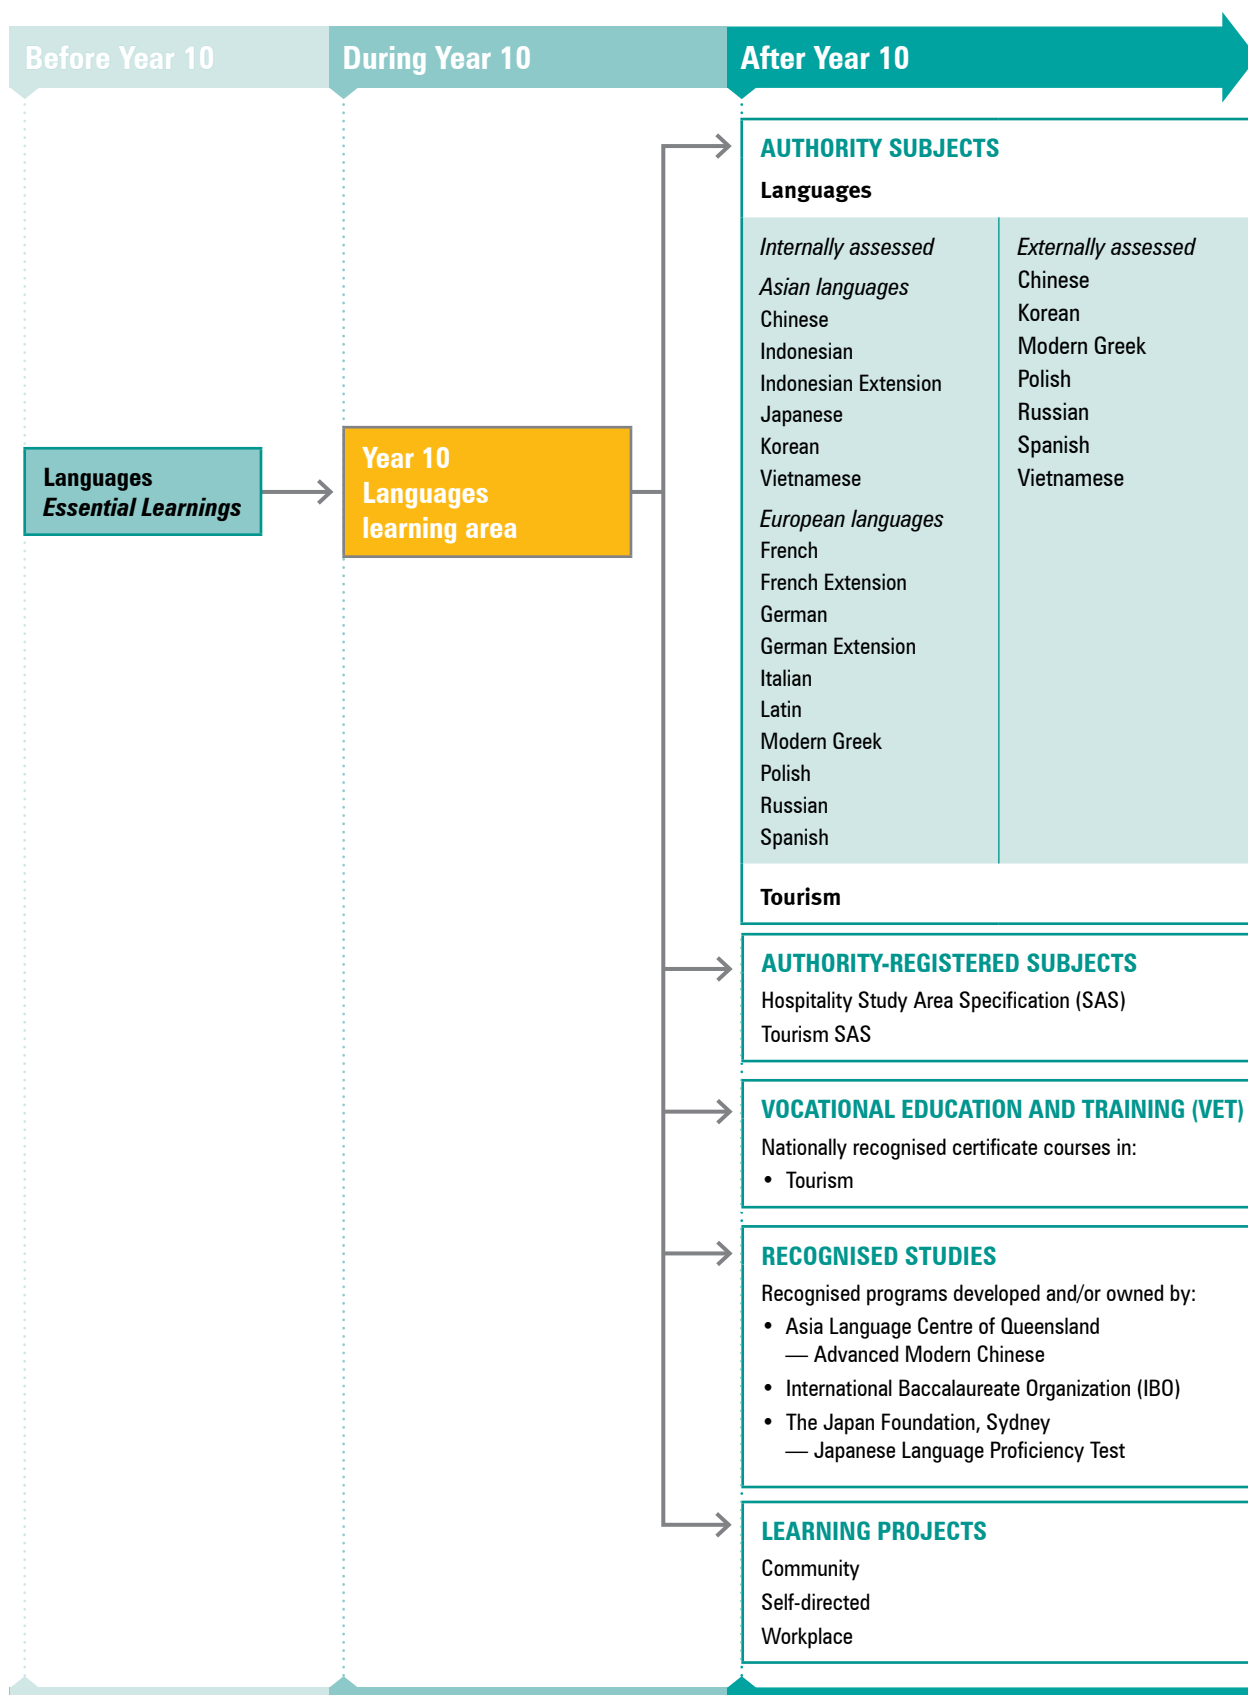 Before Year 10
During Year 10
After Year 10
Languages
Essential Learnings
Year 10
Languages
learning area
AUTHORITY SUBJECTS
Languages
Internally assessed
Asian languages
Chinese
Indonesian
Indonesian Extension
Japanese
Korean
Vietnamese
European languages
French
French Extension
German
German Extension
Italian
Latin
Modern Greek
Polish
Russian
Spanish
Externally assessed
Chinese
Korean
Modern Greek
Polish
Russian
Spanish
Vietnamese
Tourism
AUTHORITY-REGISTERED SUBJECTS
Hospitality Study Area Specification (SAS)
Tourism SAS
VOCATIONAL EDUCATION AND TRAINING (VET)
Nationally recognised certificate courses in:
• Tourism
RECOGNISED STUDIES
Recognised programs developed and/or owned by:
• Asia Language Centre of Queensland
— Advanced Modern Chinese
• International Baccalaureate Organization (IBO)
• The Japan Foundation, Sydney
— Japanese Language Proficiency Test
LEARNING PROJECTS
Community
Self-directed
Workplace